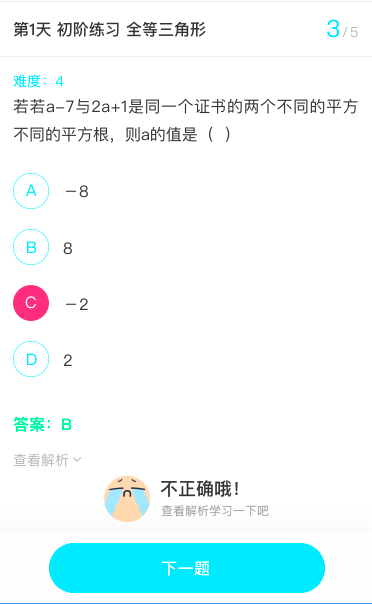 第1天 初阶练习 全等三角形
3/5
难度：4
若若a-7与2a+1是同一个证书的两个不同的平方
不同的平方根，则a的值是（ ）
A -8
B 8
C -2
D 2
答案：B
查看解析
不正确哦！
查看解析学习一下吧
下一题